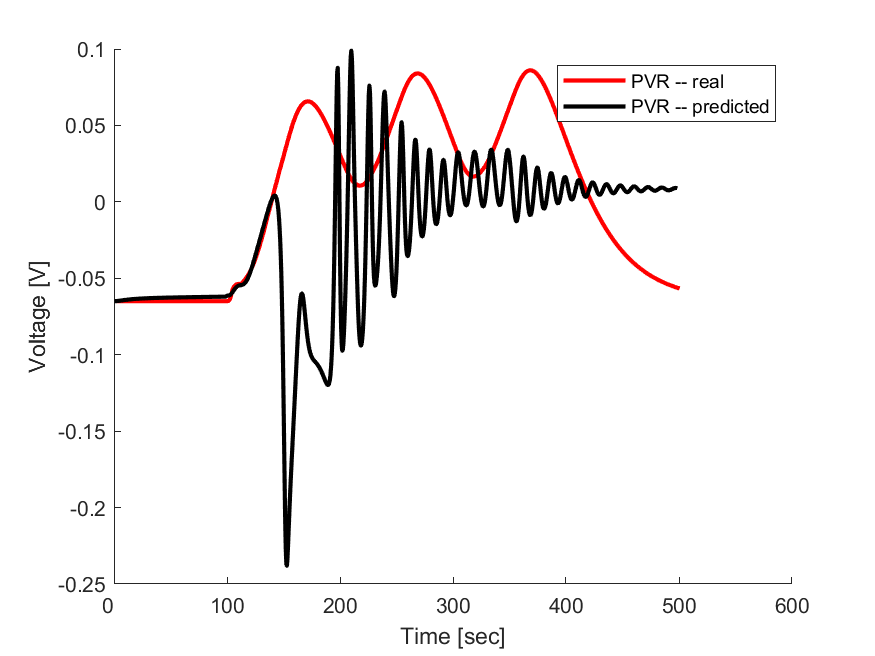 0.1
0.05
0
-0.05
-0.1
-0.15
-0.2
-0.25
Voltage [V]
0 100 200 300 400 500 600
Time [sec]
PVR -- real
PVR -- predicted